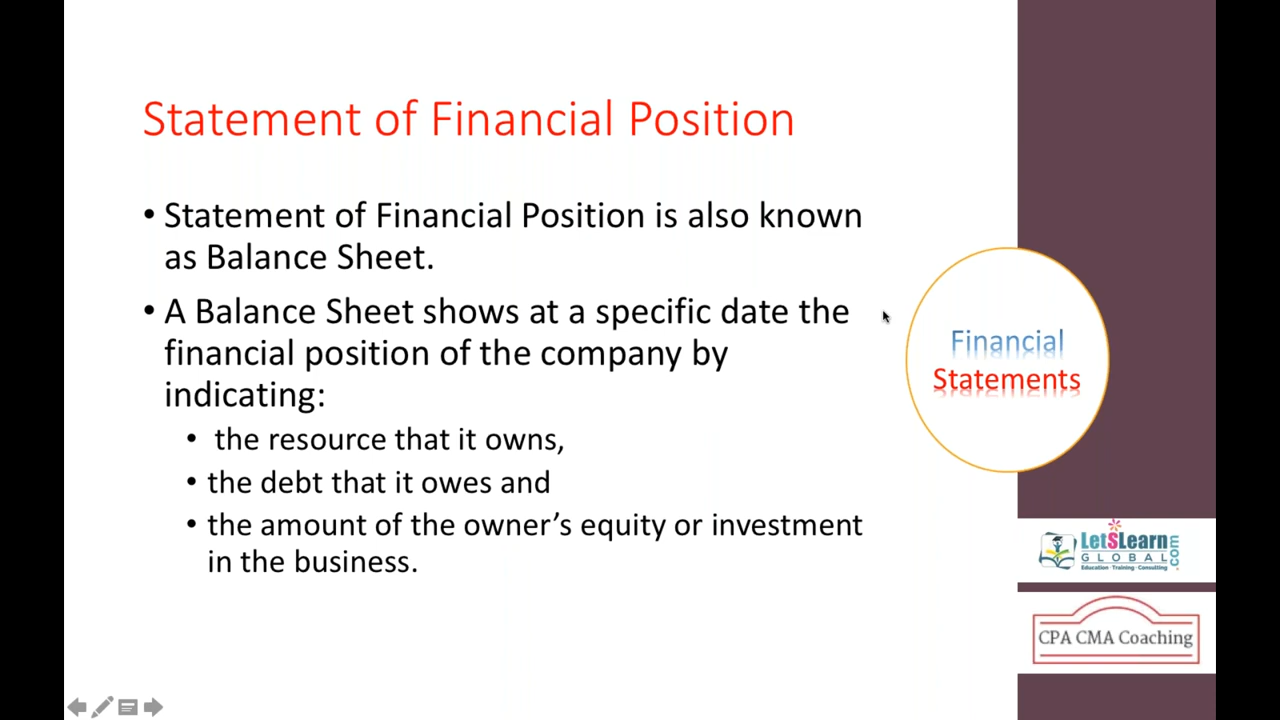 Statement of Financial Position
• Statement of Financial Position is also known
as Balance Sheet.
• A Balance Sheet shows at a specific date the
financial position of the company by
indicating:
• the resource that it owns,
• the debt that it owes and
• the amount of the owner’s equity or investment
in the business.
Financial
Statements
LetSLearn
GLOBAL.com
Education · Training · Consulting
CPA CMA Coaching